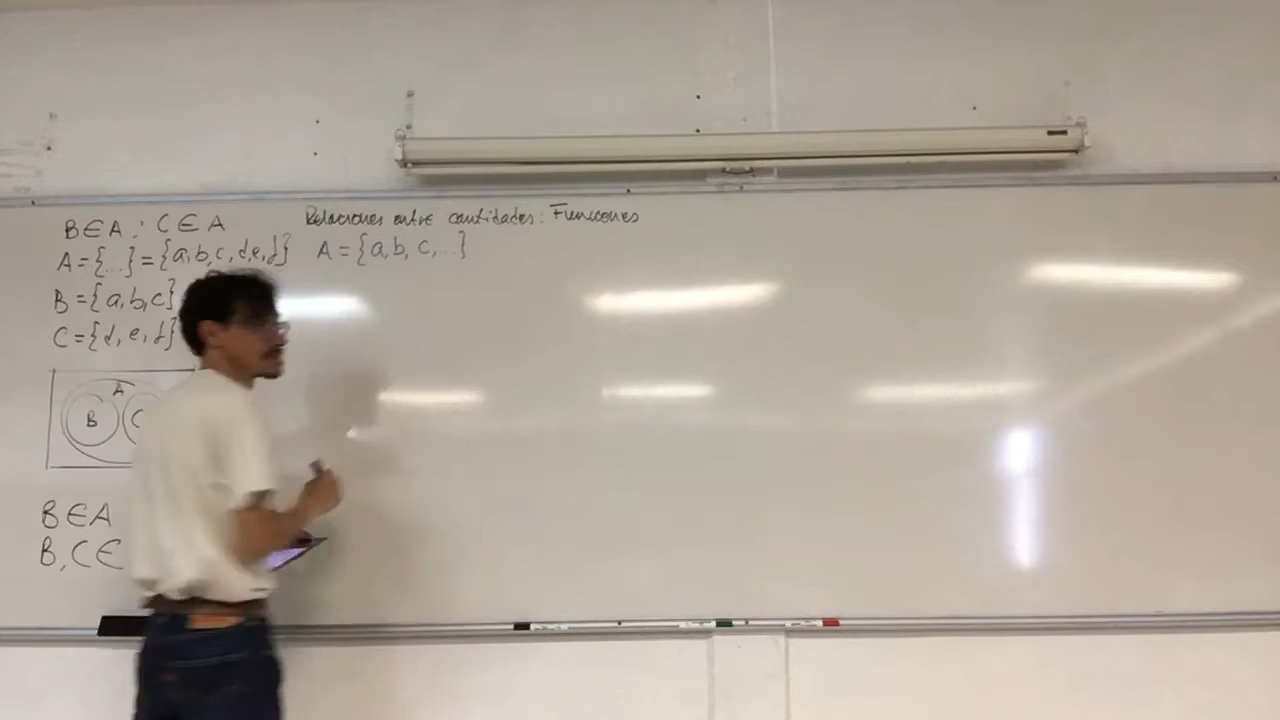 B∈A ∴ C∈A
A={...}={a,b,c,d,e,f}
B={a,b,c}
C={d,e,f}
A
B C
B∈A
B,C∈
Relaciones entre cantidades: Funciones
A={a,b,c,...}